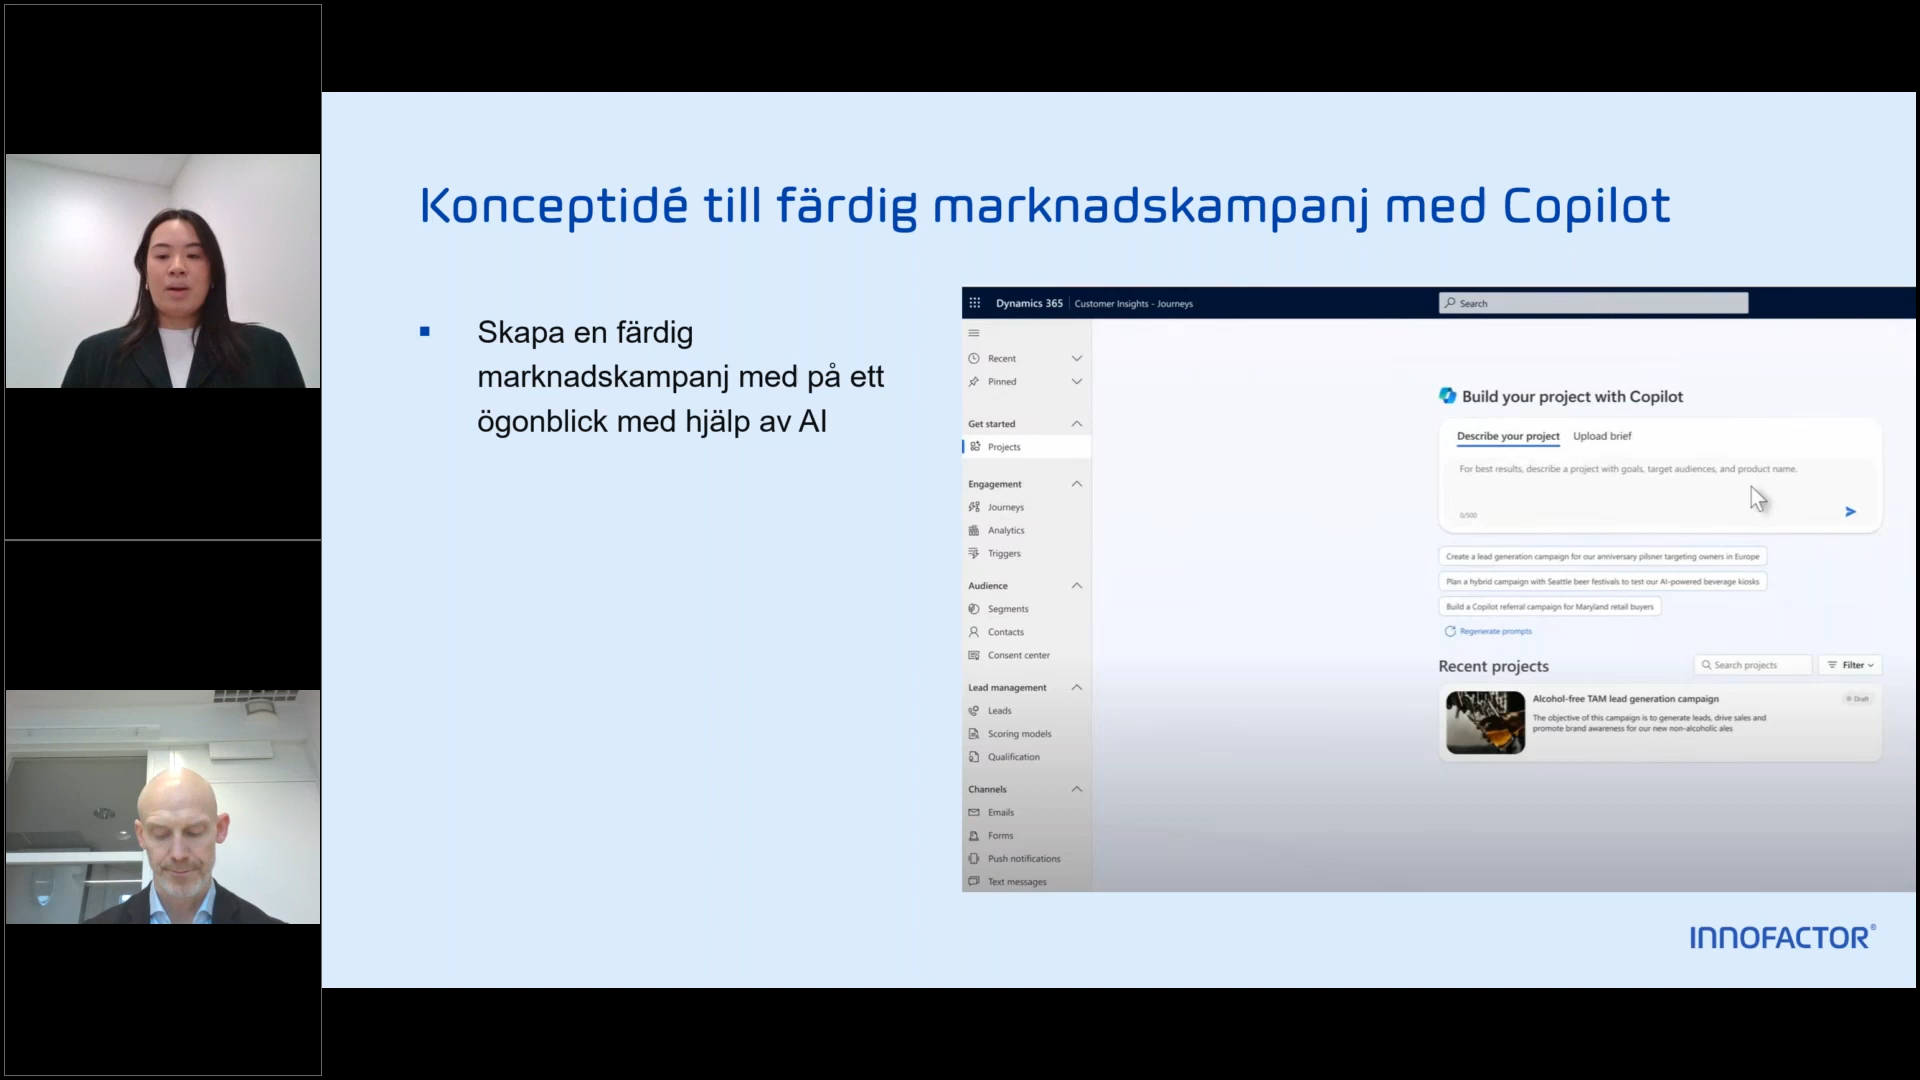 Konceptidé till färdig marknadskampanj med Copilot
Skapa en färdig
marknadskampanj med på ett
ögonblick med hjälp av AI
Dynamics 365 Customer Insights - Journeys
Search
Recent
Pinned
Get started
Projects
Engagement
Journeys
Analytics
Triggers
Audience
Segments
Contacts
Consent center
Lead management
Leads
Scoring models
Qualification
Channels
Emails
Forms
Push notifications
Text messages
Build your project with Copilot
Describe your project Upload brief
For best results, describe a project with goals, target audiences, and product name.
0/500
Create a lead generation campaign for our anniversary pilsner targeting owners in Europe
Plan a hybrid campaign with Seattle beer festivals to test our AI-powered beverage kiosks
Build a Copilot referral campaign for Maryland retail buyers
Regenerate prompts
Recent projects
Search projects
Filter
Alcohol-free TAM lead generation campaign
Draft
The objective of this campaign is to generate leads, drive sales and
promote brand awareness for our new non-alcoholic ales
INNOFACTOR®